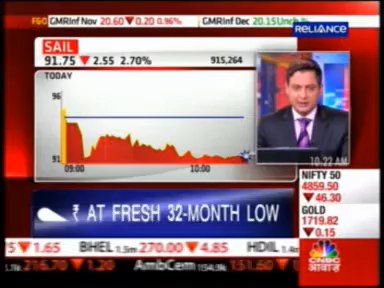 F&O GMRInf Nov 20.60 ▼ 0.20 0.96% GMRInf Dec 20.15 Unch
RELIANCE
SAIL
91.75 ▼ 2.55 2.70% 915,264
TODAY
96
91
09:00 10:00
10:22 AM
₹ AT FRESH 32-MONTH LOW
NIFTY 50
4859.50
▼ 46.30
GOLD
1719.82
▼ 0.15
▼ 1.65 BHEL 1.3m 270.00 ▼ 4.85 HDIL
216.70 ▼ 1.20 AmbCem 151.60 ▼
CNBC
आवाज़